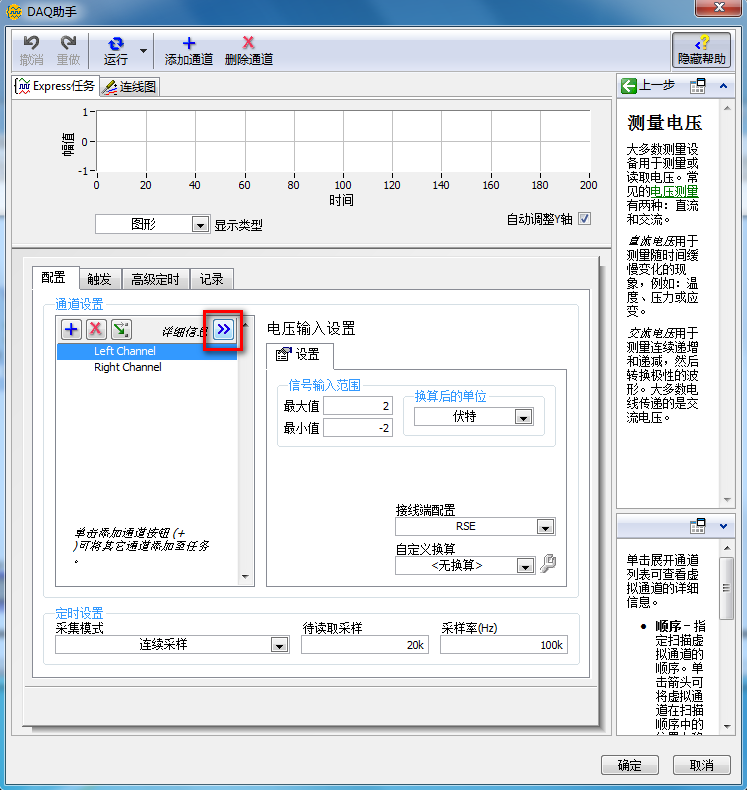 DAQ助手
撤消
重做
运行
添加通道
删除通道
隐藏帮助
Express任务
连线图
幅值
1
0
-1
0 20 40 60 80 100 120 140 160 180 200
时间
图形
显示类型
自动调整Y轴
配置
触发
高级定时
记录
通道设置
详细信息
Left Channel
Right Channel
单击添加通道按钮 (+
)可将其它通道添加至任务
。
电压输入设置
设置
信号输入范围
最大值
2
最小值
-2
换算后的单位
伏特
接线端配置
RSE
自定义换算
<无换算>
定时设置
采集模式
连续采样
待读取采样
20k
采样率(Hz)
100k
上一步
测量电压
大多数测量设
备用于测量或
读取电压。常
见的电压测量
有两种：直流
和交流。
直流电压用于
测量随时间缓
慢变化的现
象，例如：温
度、压力或应
变。
交流电压用于
测量连续递增
和递减，然后
转换极性的波
形。大多数电
线传递的是交
流电压。
单击展开通道
列表可查看虚
拟通道的详细
信息。
• 顺序 - 指
定扫描虚
拟通道的
顺序。单
击箭头可
将虚拟通
道在扫描
顺序中的
确定
取消